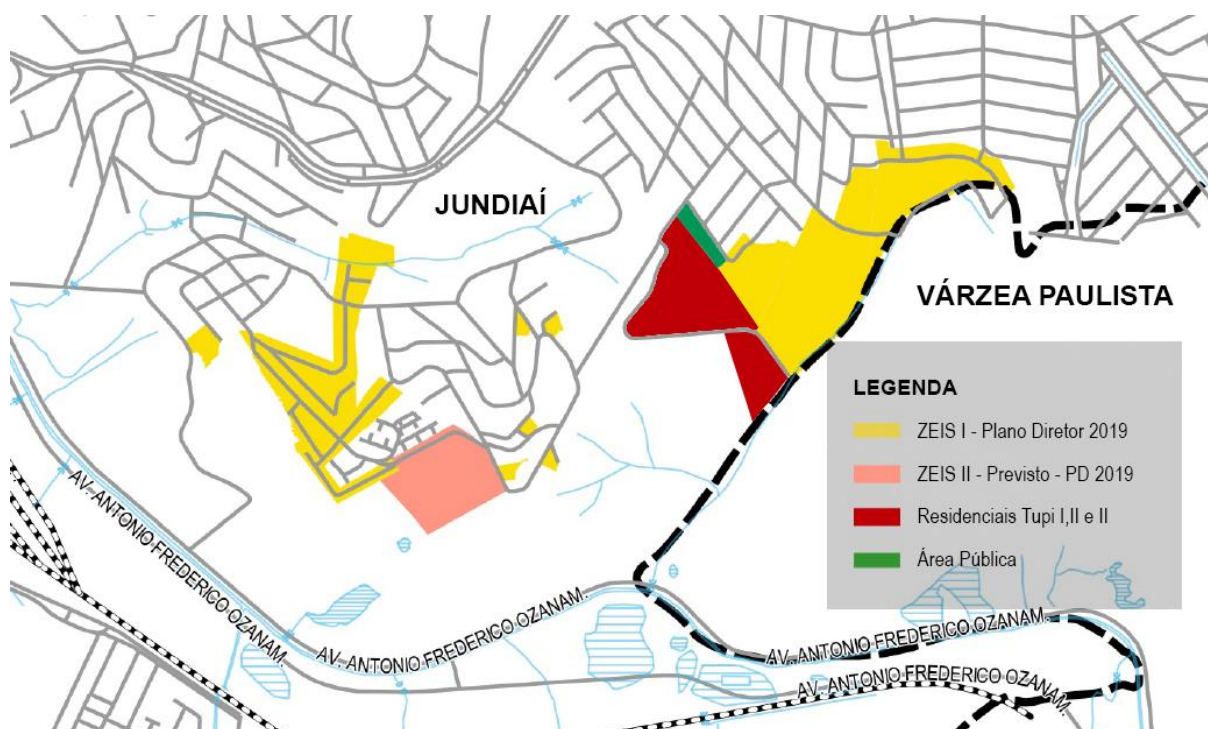 JUNDIAÍ
VÁRZEA PAULISTA
LEGENDA
ZEIS I - Plano Diretor 2019
ZEIS II - Previsto - PD 2019
Residenciais Tupi I,II e II
Área Pública
AV. ANTONIO FREDERICO OZANAM.
AV. ANTONIO FREDERICO OZANAM.
AV. ANTONIO FREDERICO OZANAM.
AV. ANTONIO FREDERICO OZANAM.